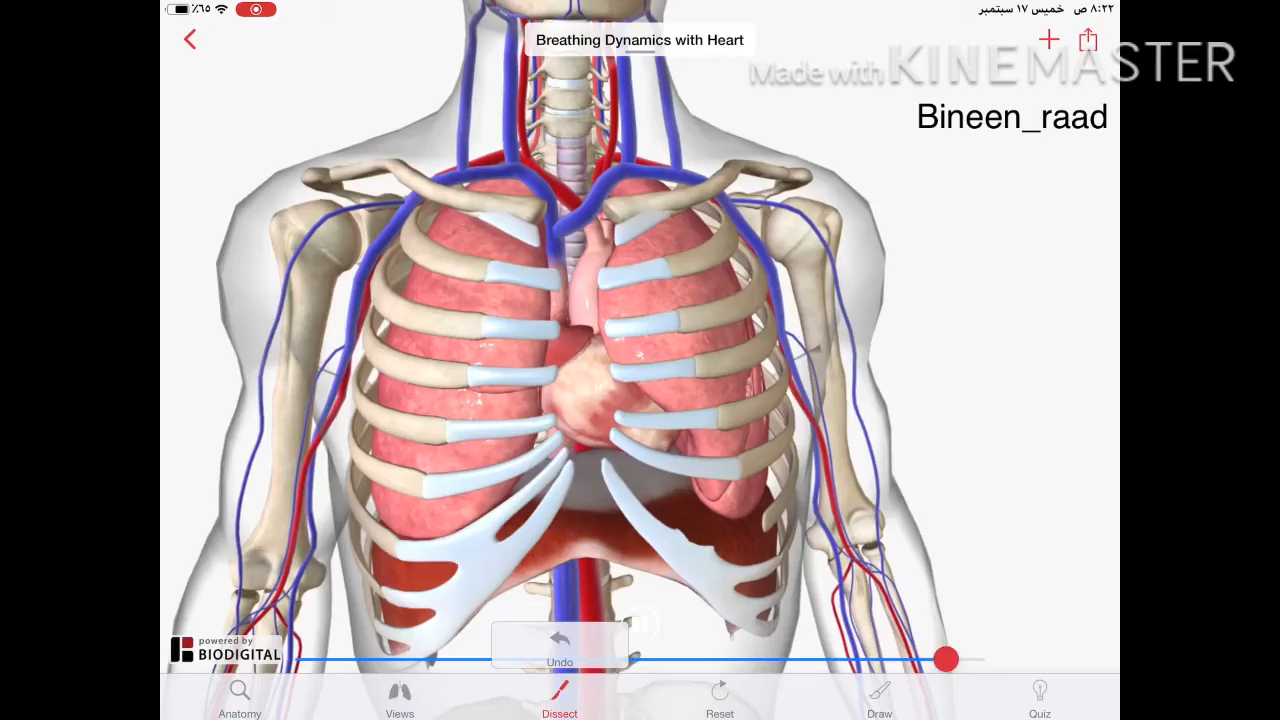 ٪٦٥
٨:٢٢ ص خميس ١٧ سبتمبر
Breathing Dynamics with Heart
Made with KINEMASTER
Bineen_raad
powered by
BIODIGITAL
Undo
Anatomy
Views
Dissect
Reset
Draw
Quiz